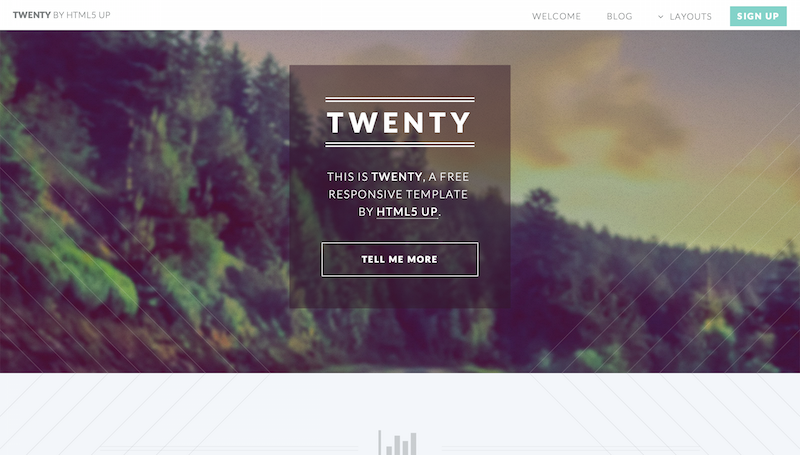 TWENTY BY HTML5 UP
WELCOME
BLOG
LAYOUTS
SIGN UP
TWENTY
THIS IS TWENTY, A FREE
RESPONSIVE TEMPLATE
BY HTML5 UP.
TELL ME MORE